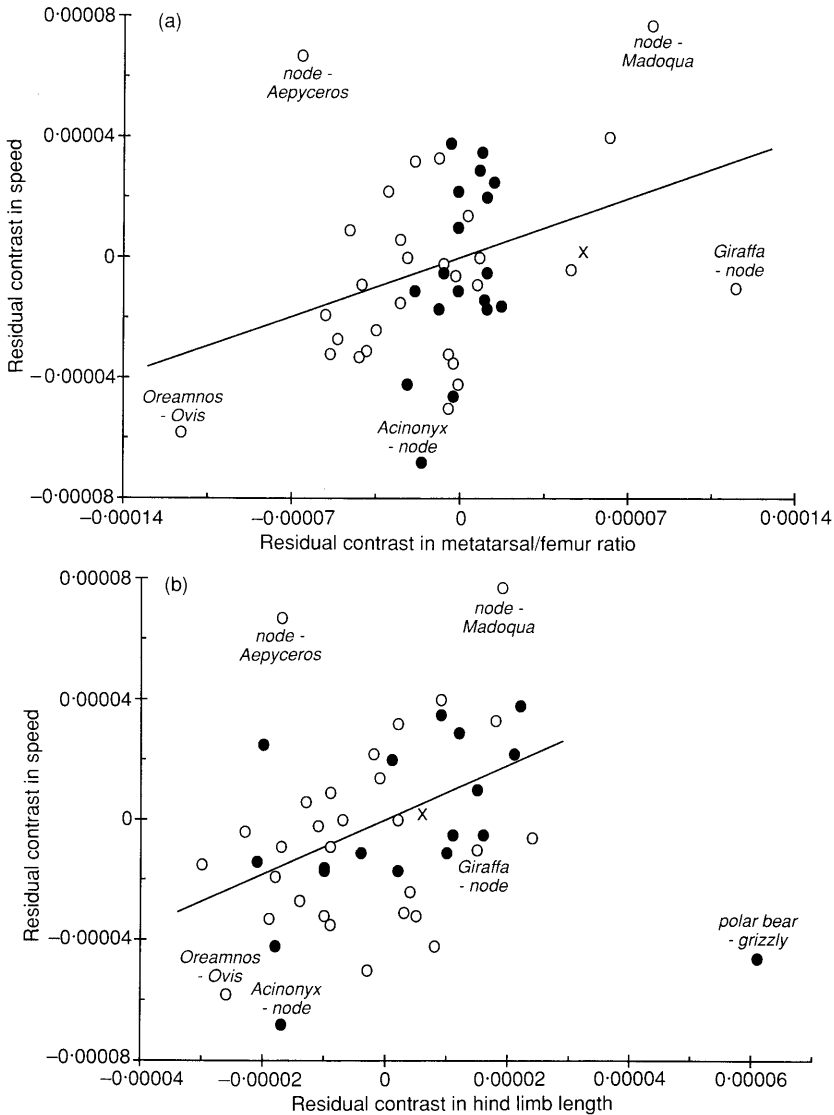 0·00008
(a)
node -
Aepyceros
node -
Madoqua
0·00004
Residual contrast in speed
0
X
Giraffa
- node
–0·00004
Oreamnos
- Ovis
Acinonyx
- node
–0·00008
–0·00014 –0·00007 0 0·00007 0·00014
Residual contrast in metatarsal/femur ratio
0·00008
(b)
node -
Aepyceros
node -
Madoqua
0·00004
Residual contrast in speed
0
X
Giraffa
- node
–0·00004
polar bear
- grizzly
Oreamnos
- Ovis
Acinonyx
- node
–0·00008
–0·00004 –0·00002 0 0·00002 0·00004 0·00006
Residual contrast in hind limb length